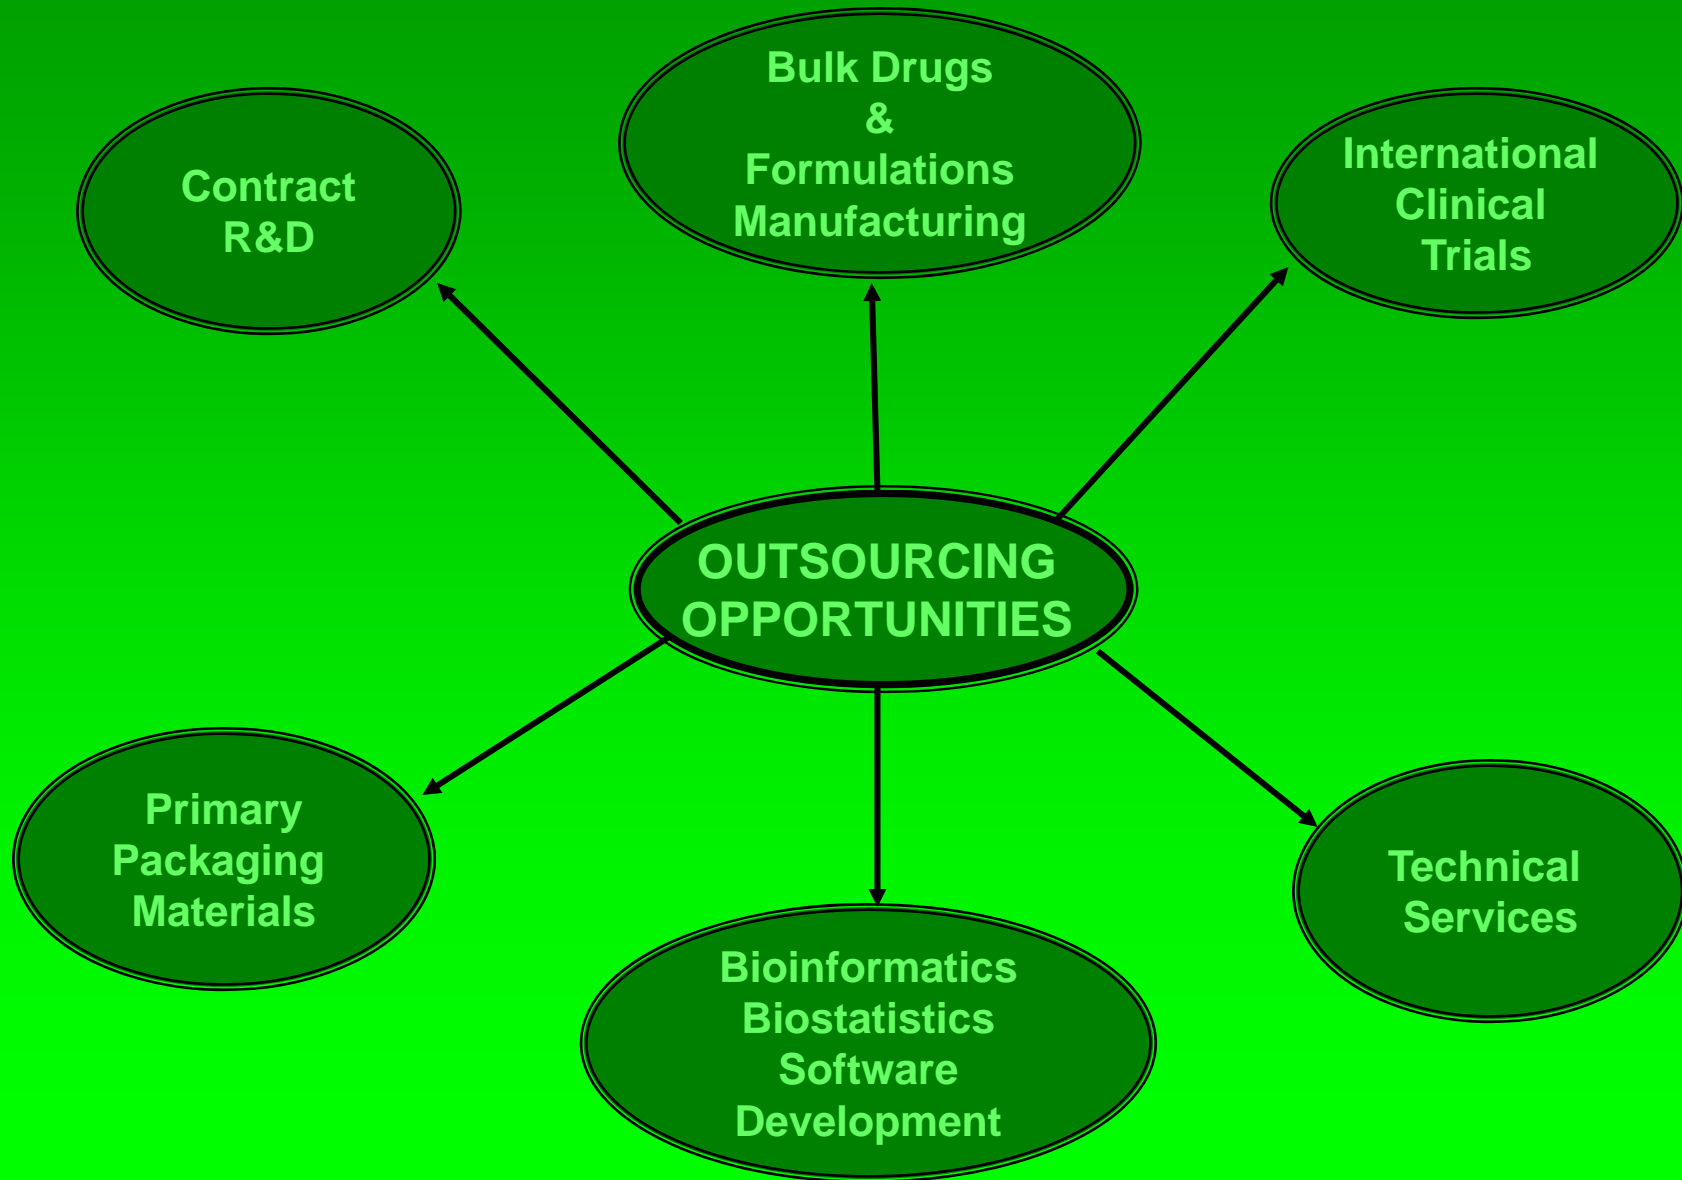 Bulk Drugs
&
Formulations
Manufacturing
Contract
R&D
International
Clinical
Trials
OUTSOURCING
OPPORTUNITIES
Primary
Packaging
Materials
Technical
Services
Bioinformatics
Biostatistics
Software
Development